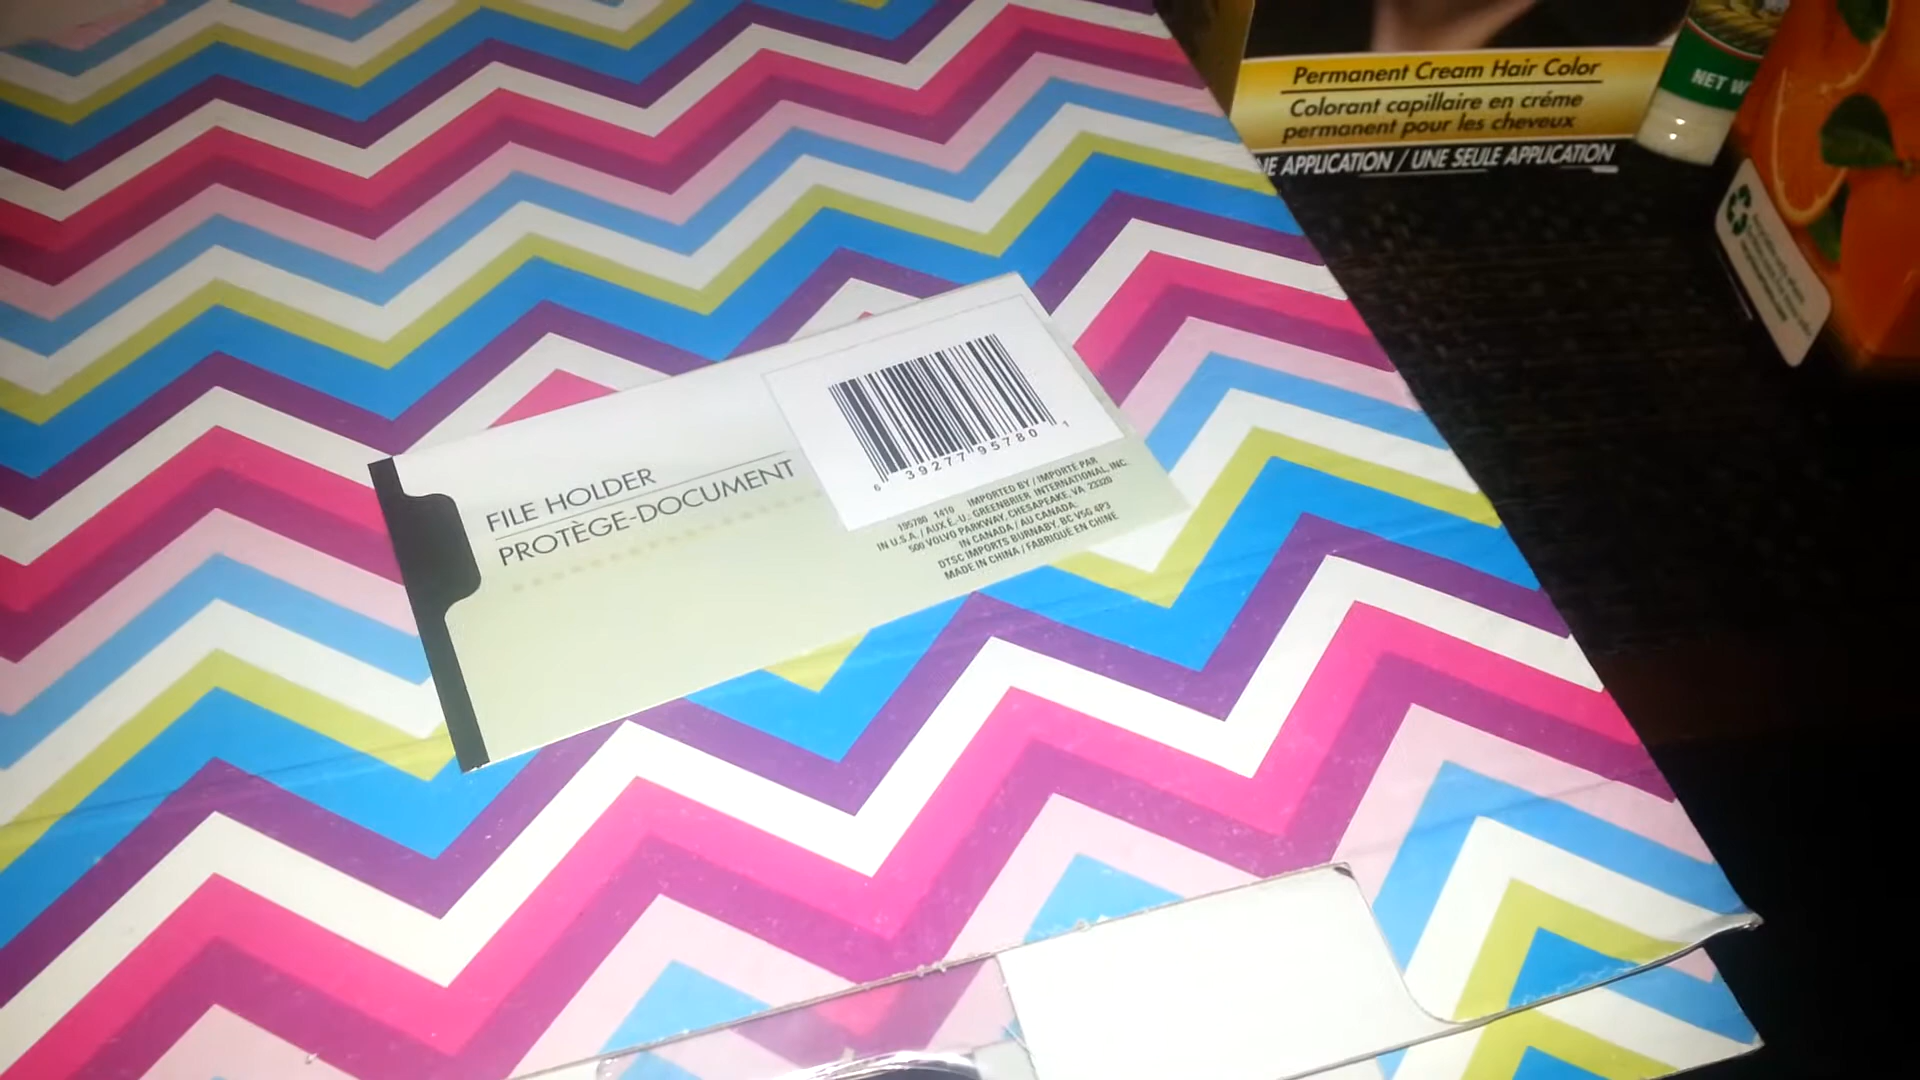 Permanent Cream Hair Color
Colorant capillaire en créme
permanent pour les cheveux
APPLICATION / UNE SEULE APPLICATION
NET
FILE HOLDER
PROTÈGE-DOCUMENT
6 39277 95780 1
195780 1410 IMPORTED BY / IMPORTÉ PAR
IN U.S.A. / AUX É.-U.: GREENBRIER INTERNATIONAL, INC.
500 VOLVO PARKWAY, CHESAPEAKE, VA 23320
IN CANADA / AU CANADA:
DTSC IMPORTS BURNABY, BC V5G 4P3
MADE IN CHINA / FABRIQUÉ EN CHINE